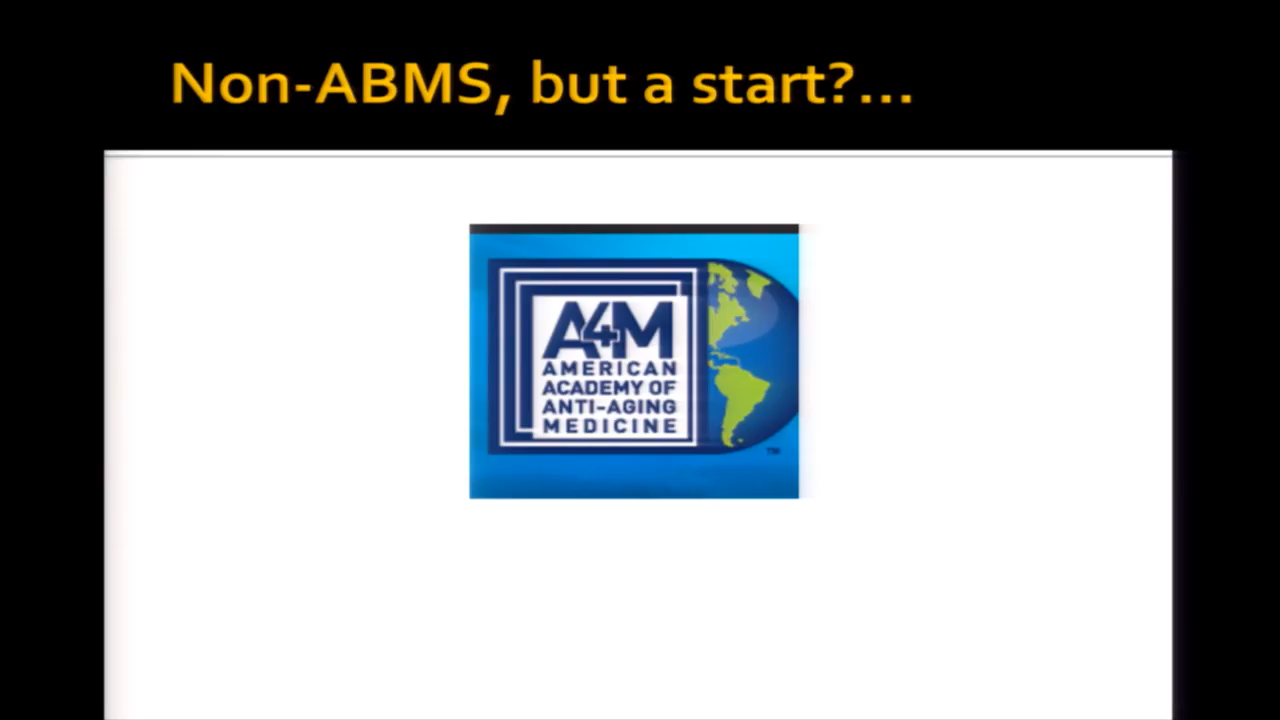 Non-ABMS, but a start?...
A4M
AMERICAN
ACADEMY OF
ANTI-AGING
MEDICINE
TM